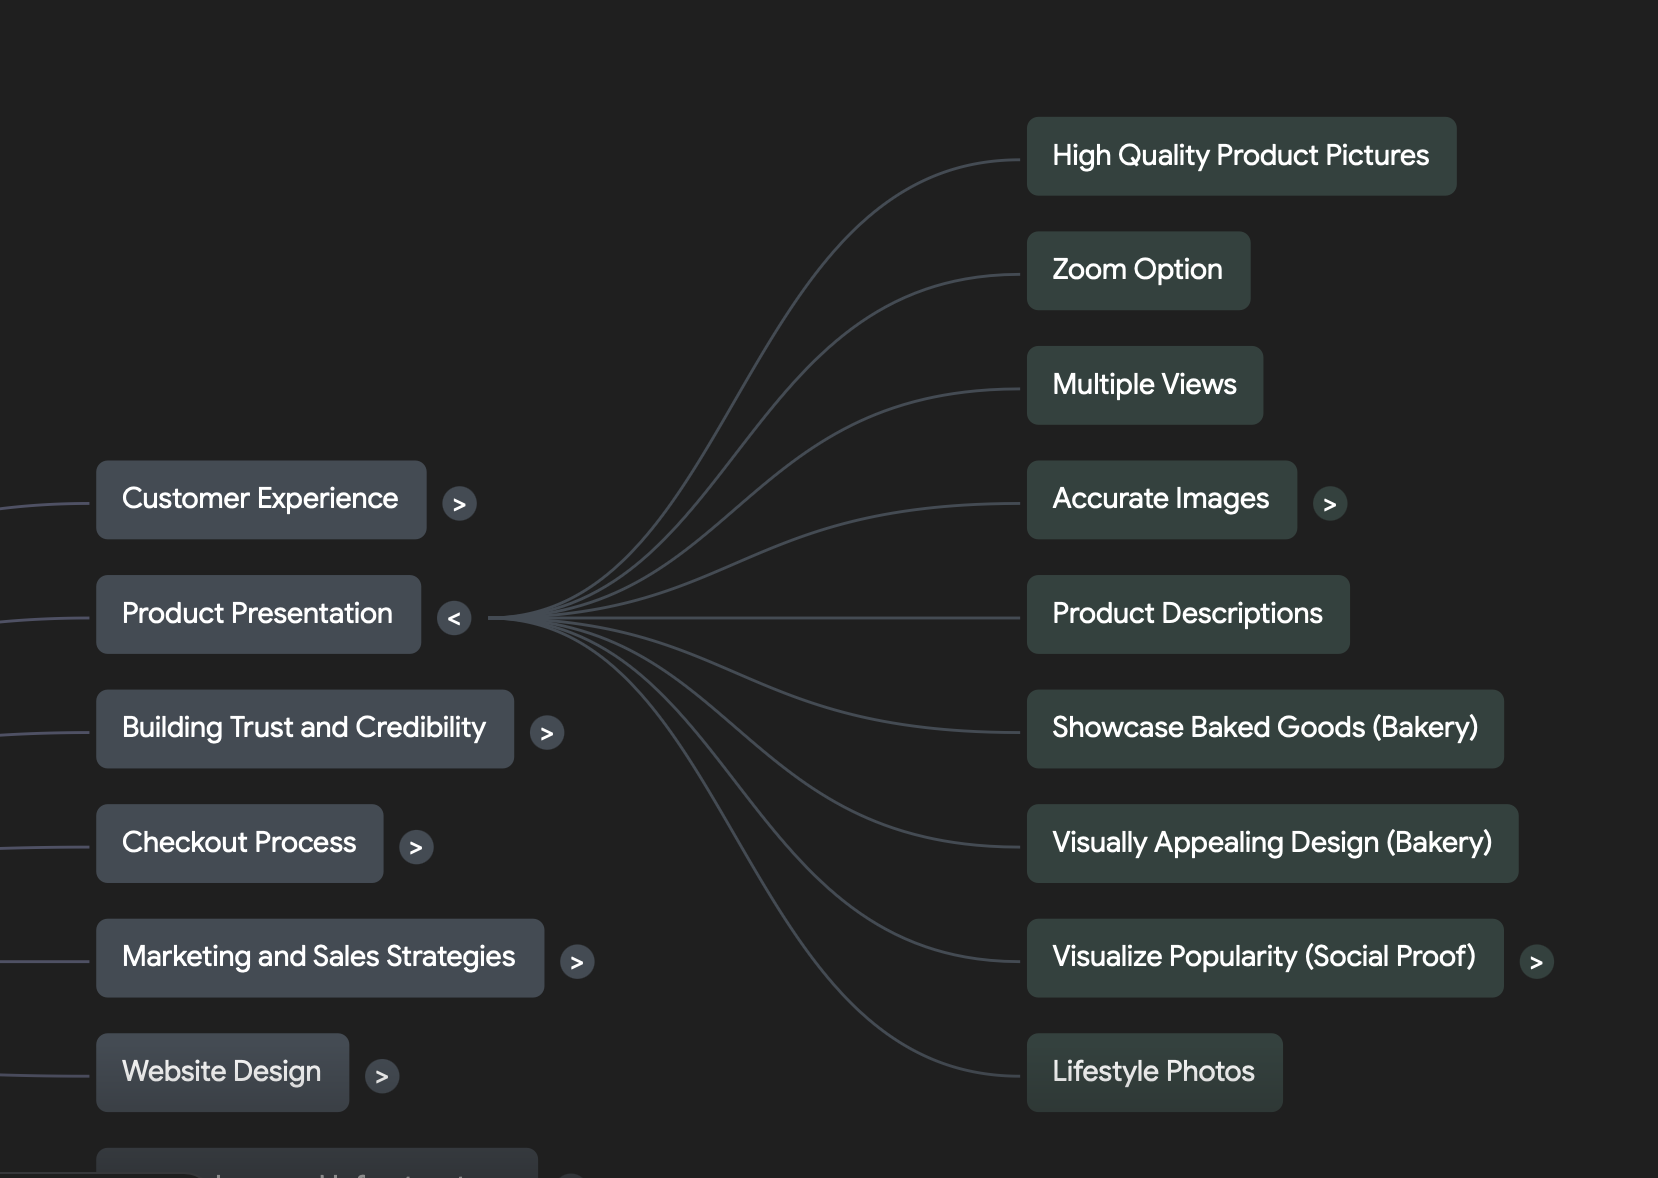 High Quality Product Pictures
Zoom Option
Multiple Views
Customer Experience >
Accurate Images >
Product Presentation <
Product Descriptions
Building Trust and Credibility >
Showcase Baked Goods (Bakery)
Checkout Process >
Visually Appealing Design (Bakery)
Marketing and Sales Strategies >
Visualize Popularity (Social Proof) >
Website Design >
Lifestyle Photos